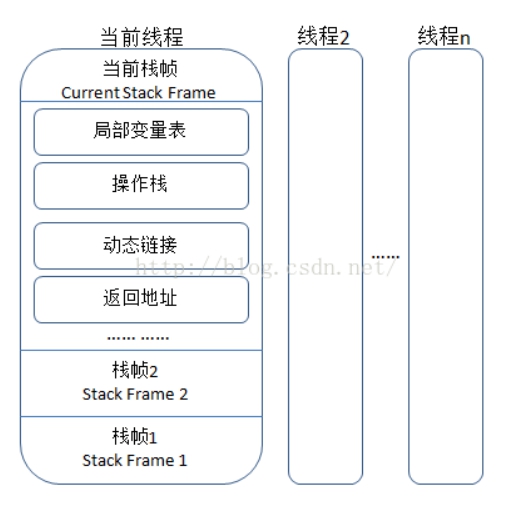 当前线程
线程2
线程n
当前栈帧
Current Stack Frame
局部变量表
操作栈
动态链接
http://blog.csdn.net/
……
返回地址
…… ……
栈帧2
Stack Frame 2
栈帧1
Stack Frame 1